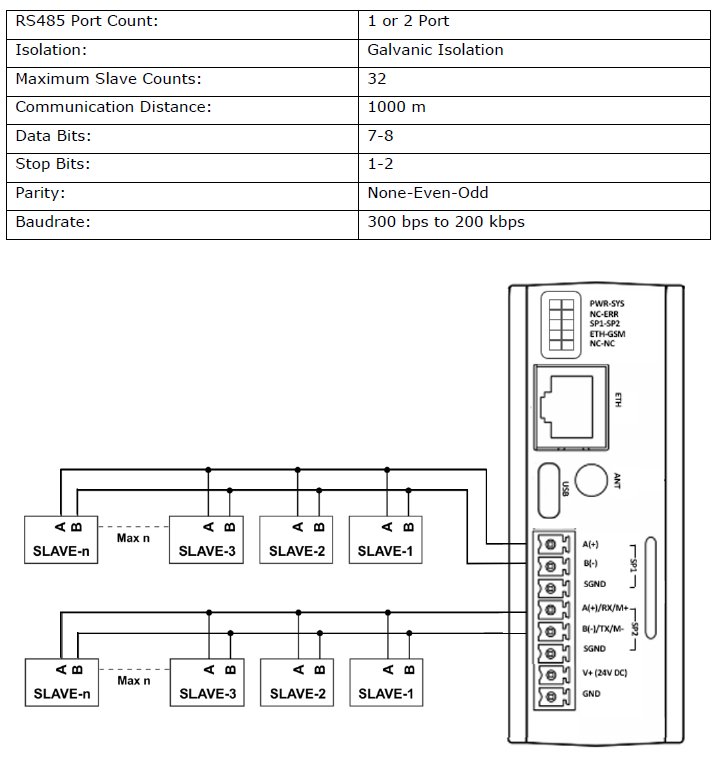 RS485 Port Count: 1 or 2 Port
Isolation: Galvanic Isolation
Maximum Slave Counts: 32
Communication Distance: 1000 m
Data Bits: 7-8
Stop Bits: 1-2
Parity: None-Even-Odd
Baudrate: 300 bps to 200 kbps
PWR-SYS
NC-ERR
SP1-SP2
ETH-GSM
NC-NC
ETH
ANT
USB
A B A B A B A B
SLAVE-n Max n SLAVE-3 SLAVE-2 SLAVE-1
A(+)
B(-)
SP1
SGND
A(+)/RX/M+
B(-)/TX/M-
SP2
SGND
V+ (24V DC)
GND
A B A B A B A B
SLAVE-n Max n SLAVE-3 SLAVE-2 SLAVE-1